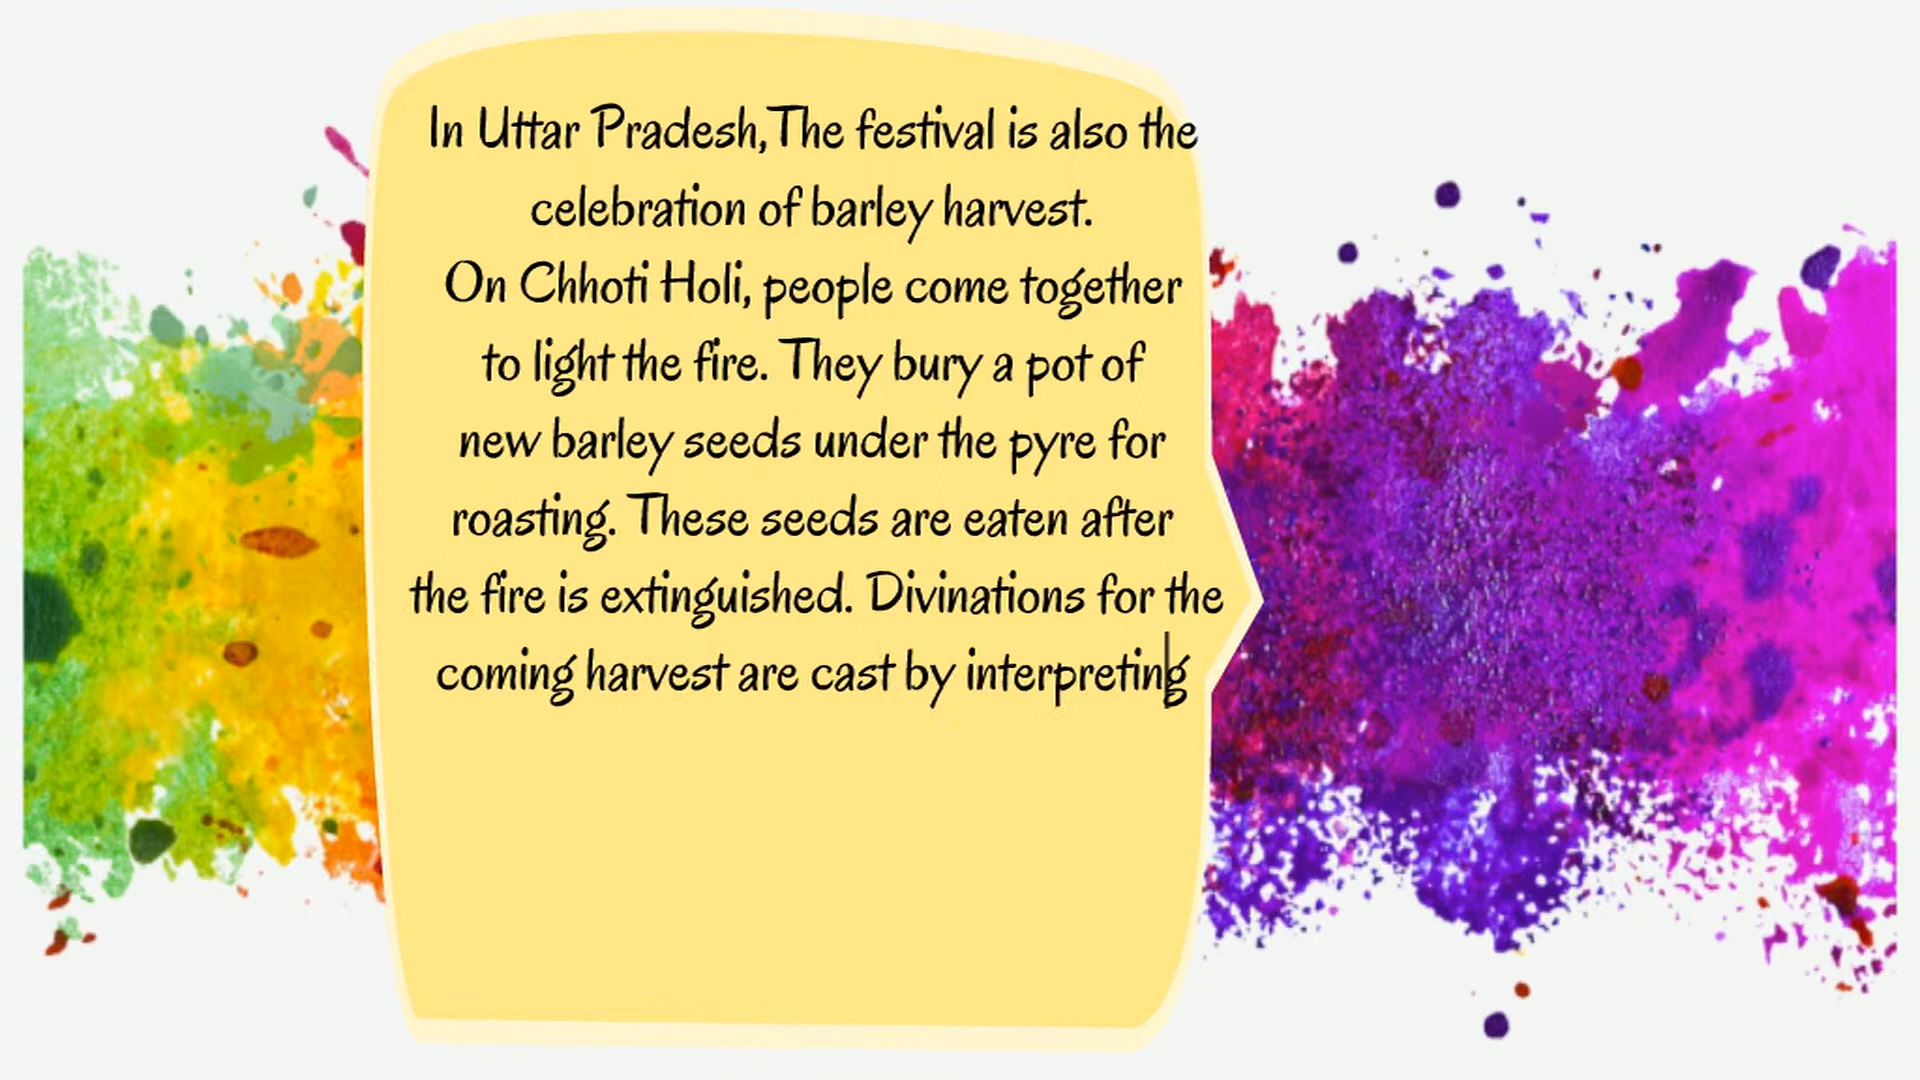 In Uttar Pradesh,The festival is also the
celebration of barley harvest.
On Chhoti Holi, people come together
to light the fire. They bury a pot of
new barley seeds under the pyre for
roasting. These seeds are eaten after
the fire is extinguished. Divinations for the
coming harvest are cast by interpreting